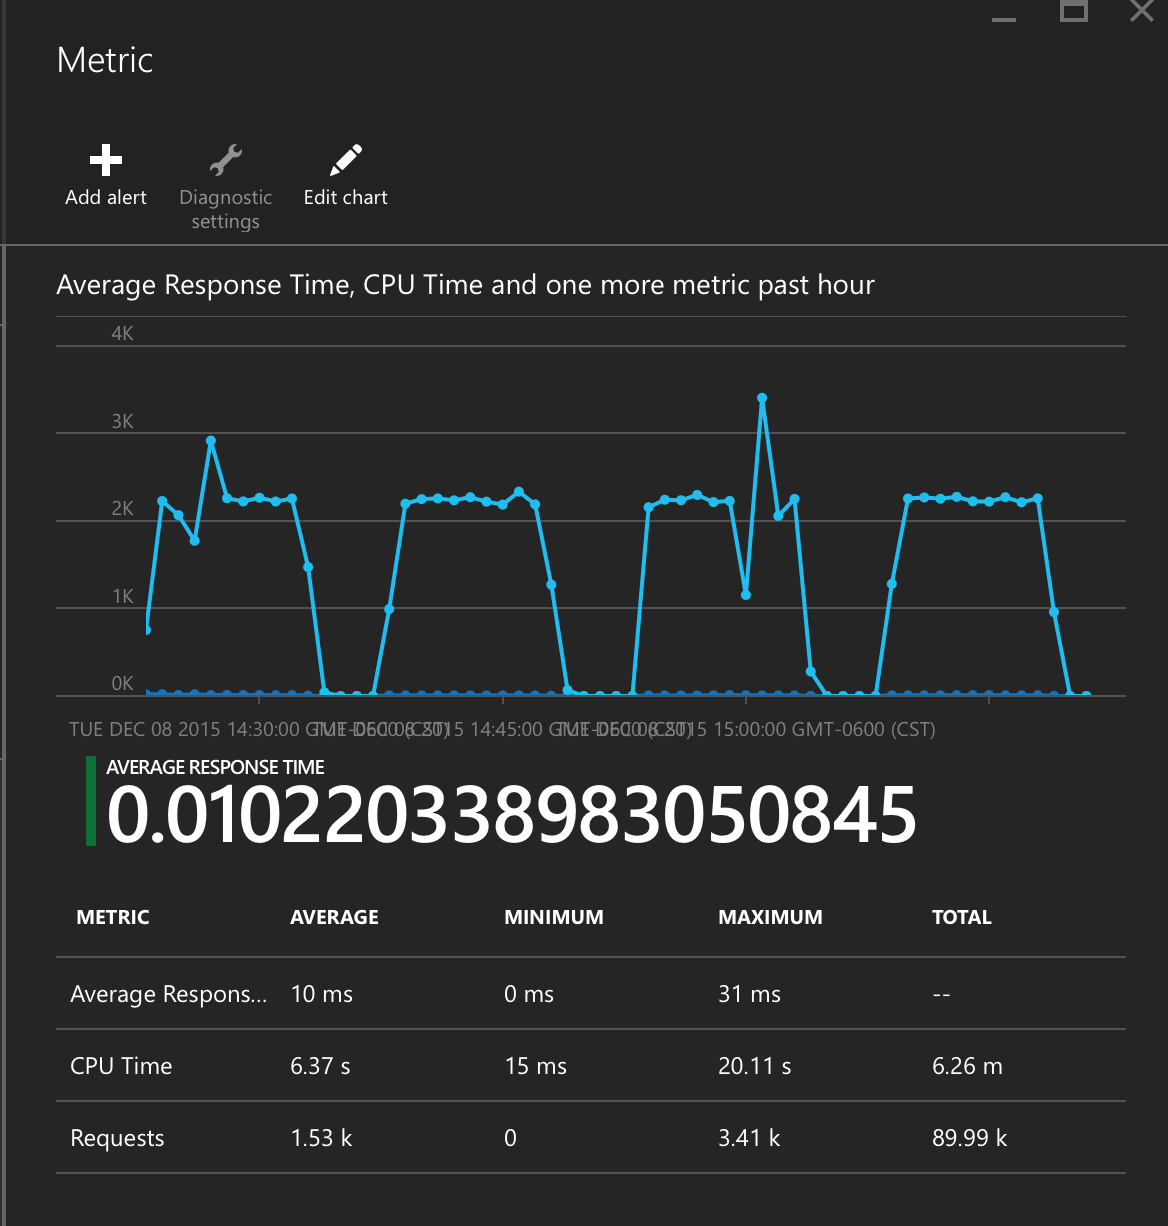 Metric
Add alert
Diagnostic settings
Edit chart
Average Response Time, CPU Time and one more metric past hour
4K
3K
2K
1K
0K
TUE DEC 08 2015 14:30:00 GMT-0600 (CST)
TUE DEC 08 2015 14:45:00 GMT-0600 (CST)
TUE DEC 08 2015 15:00:00 GMT-0600 (CST)
AVERAGE RESPONSE TIME
0.010220338983050845
METRIC AVERAGE MINIMUM MAXIMUM TOTAL
Average Respons... 10 ms 0 ms 31 ms --
CPU Time 6.37 s 15 ms 20.11 s 6.26 m
Requests 1.53 k 0 3.41 k 89.99 k